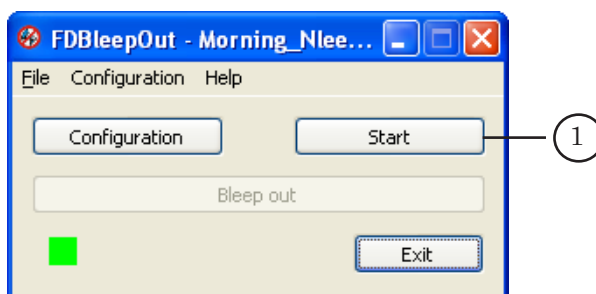 FDBleepOut - Morning_Nlee...
File Configuration Help
Configuration Start 1
Bleep out
Exit